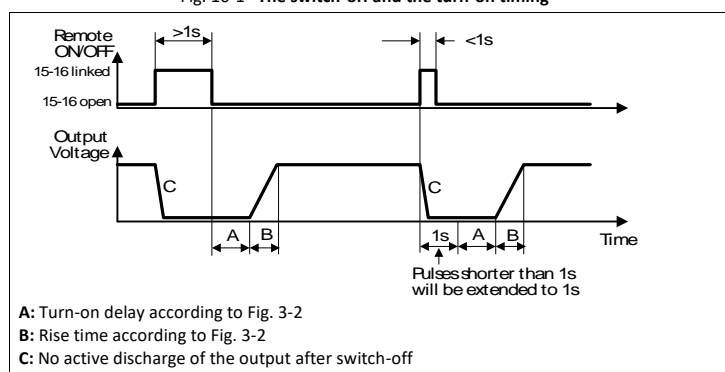 Fig. 16-1 The switch-off and the turn-on timing
Remote
ON/OFF
>1s
<1s
15-16 linked
15-16 open
Output
Voltage
C
C
A
B
1s
A
B
Time
Pulses shorter than 1s
will be extended to 1s
A: Turn-on delay according to Fig. 3-2
B: Rise time according to Fig. 3-2
C: No active discharge of the output after switch-off